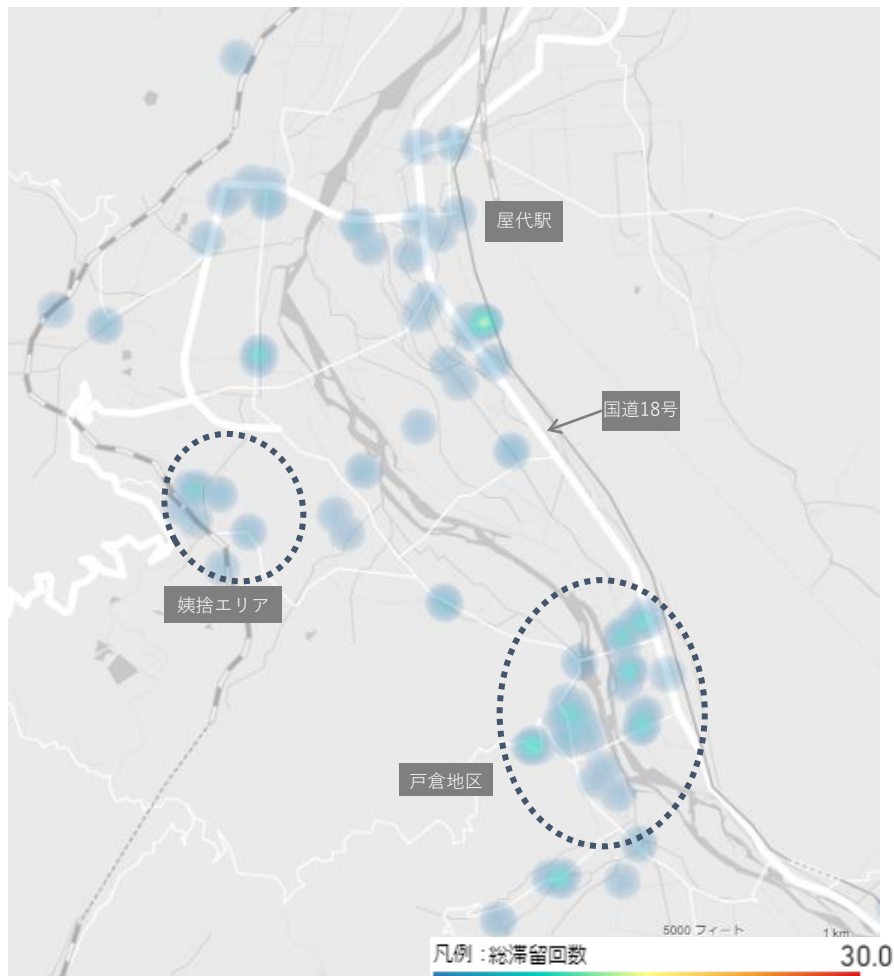 屋代駅
国道18号
姨捨エリア
戸倉地区
5000 フィート
1 km
凡例：総滞留回数
30.0